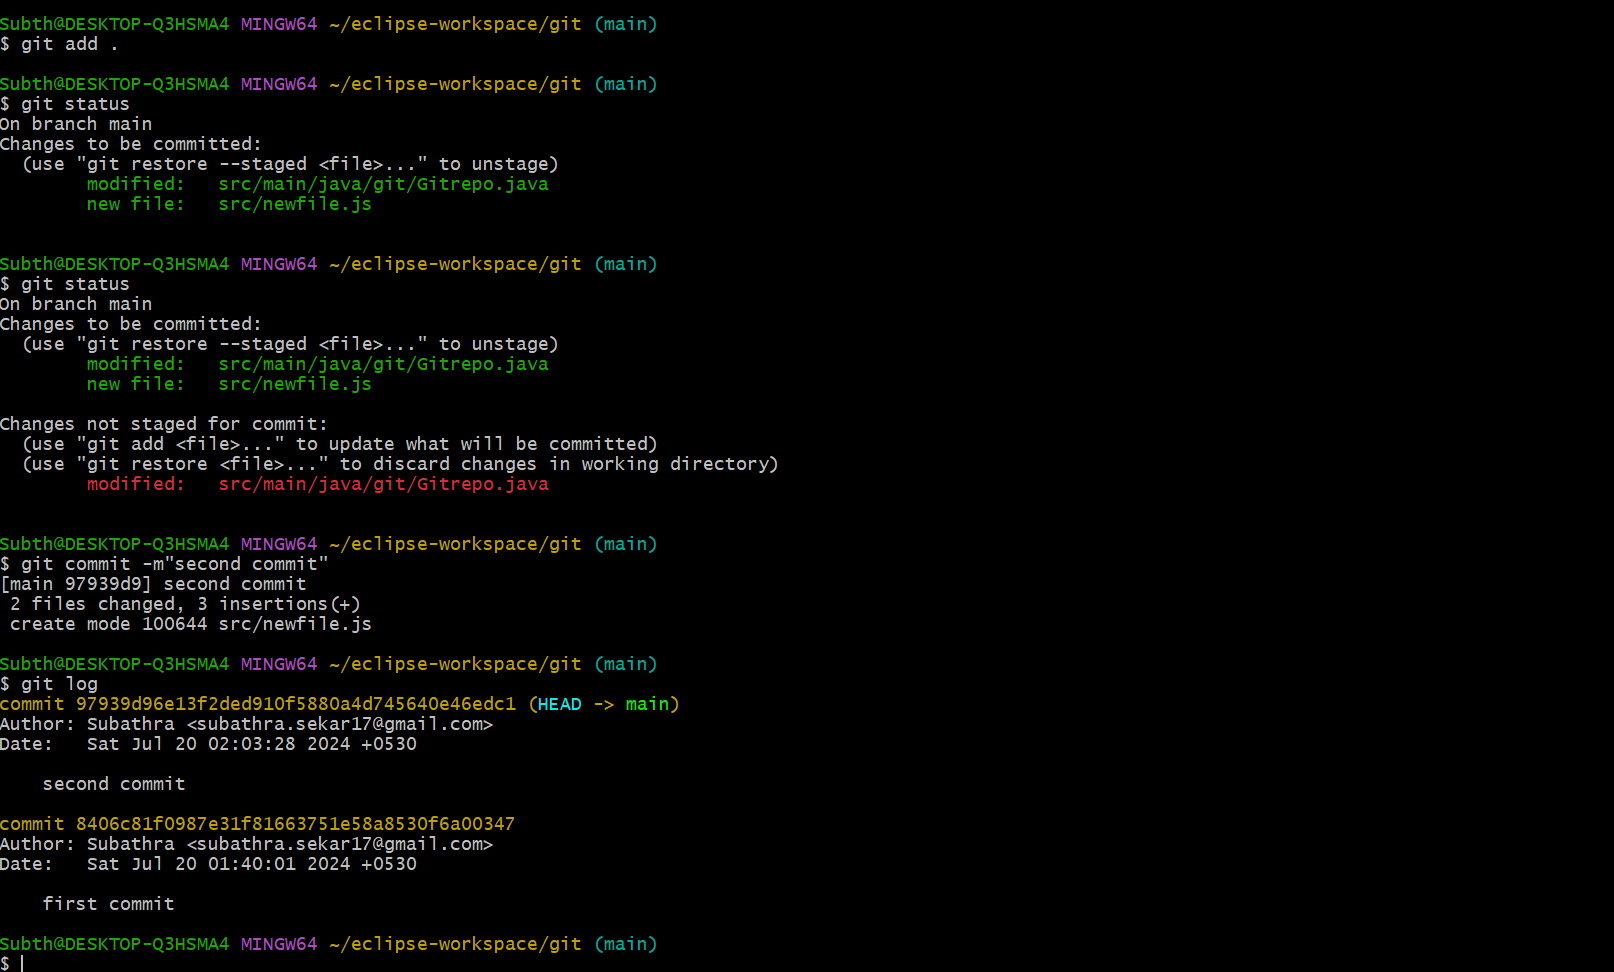 Subth@DESKTOP-Q3HSMA4 MINGW64 ~/eclipse-workspace/git (main)
$ git add .
Subth@DESKTOP-Q3HSMA4 MINGW64 ~/eclipse-workspace/git (main)
$ git status
On branch main
Changes to be committed:
  (use "git restore --staged <file>..." to unstage)
        modified:   src/main/java/git/Gitrepo.java
        new file:   src/newfile.js
Subth@DESKTOP-Q3HSMA4 MINGW64 ~/eclipse-workspace/git (main)
$ git status
On branch main
Changes to be committed:
  (use "git restore --staged <file>..." to unstage)
        modified:   src/main/java/git/Gitrepo.java
        new file:   src/newfile.js
Changes not staged for commit:
  (use "git add <file>..." to update what will be committed)
  (use "git restore <file>..." to discard changes in working directory)
        modified:   src/main/java/git/Gitrepo.java
Subth@DESKTOP-Q3HSMA4 MINGW64 ~/eclipse-workspace/git (main)
$ git commit -m"second commit"
[main 97939d9] second commit
 2 files changed, 3 insertions(+)
 create mode 100644 src/newfile.js
Subth@DESKTOP-Q3HSMA4 MINGW64 ~/eclipse-workspace/git (main)
$ git log
commit 97939d96e13f2ded910f5880a4d745640e46edc1 (HEAD -> main)
Author: Subathra <subathra.sekar17@gmail.com>
Date:   Sat Jul 20 02:03:28 2024 +0530
    second commit
commit 8406c81f0987e31f81663751e58a8530f6a00347
Author: Subathra <subathra.sekar17@gmail.com>
Date:   Sat Jul 20 01:40:01 2024 +0530
    first commit
Subth@DESKTOP-Q3HSMA4 MINGW64 ~/eclipse-workspace/git (main)
$